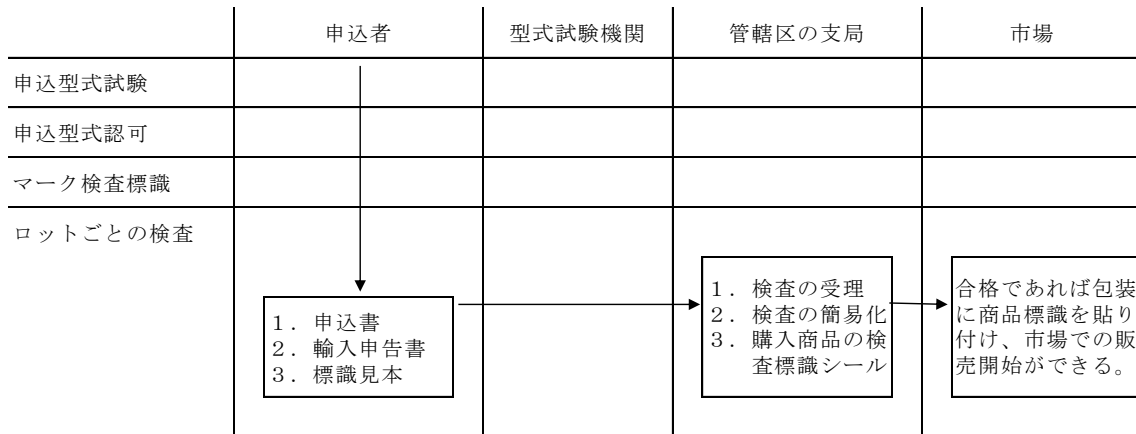 申込者
型式試験機関
管轄区の支局
市場
申込型式試験
申込型式認可
マーク検査標識
ロットごとの検査
1．申込書
2．輸入申告書
3．標識見本
1．検査の受理
2．検査の簡易化
3．購入商品の検
査標識シール
合格であれば包装
に商品標識を貼り
付け、市場での販
売開始ができる。